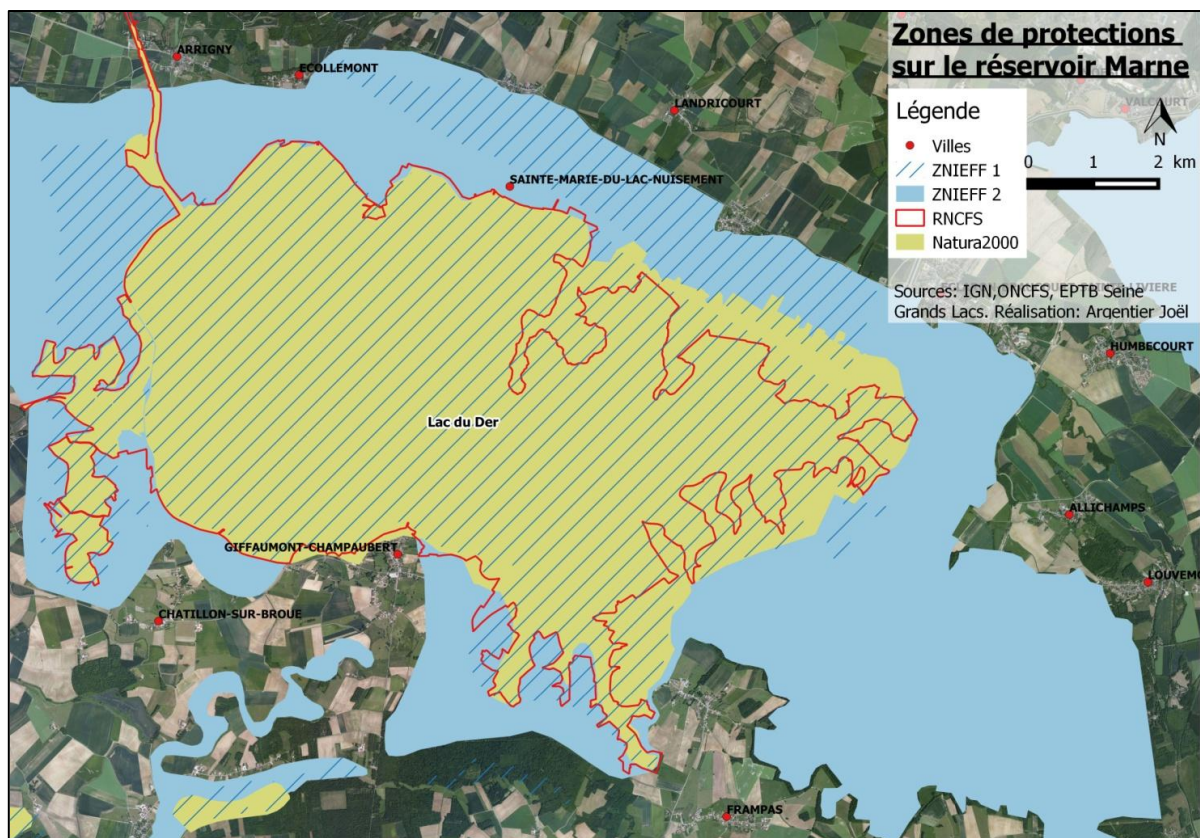 Zones de protections
sur le réservoir Marne
Légende
Villes
ZNIEFF 1
ZNIEFF 2
RNCFS
Natura2000
N
0 1 2 km
Sources: IGN,ONCFS, EPTB Seine
Grands Lacs. Réalisation: Argentier Joël
ARRIGNY
ECOLLEMONT
LANDRICOURT
VALCOURT
SAINTE-MARIE-DU-LAC-NUISEMENT
HUMBECOURT
Lac du Der
ALLICHAMPS
GIFFAUMONT-CHAMPAUBERT
LOUVEMO
CHATILLON-SUR-BROUE
FRAMPAS